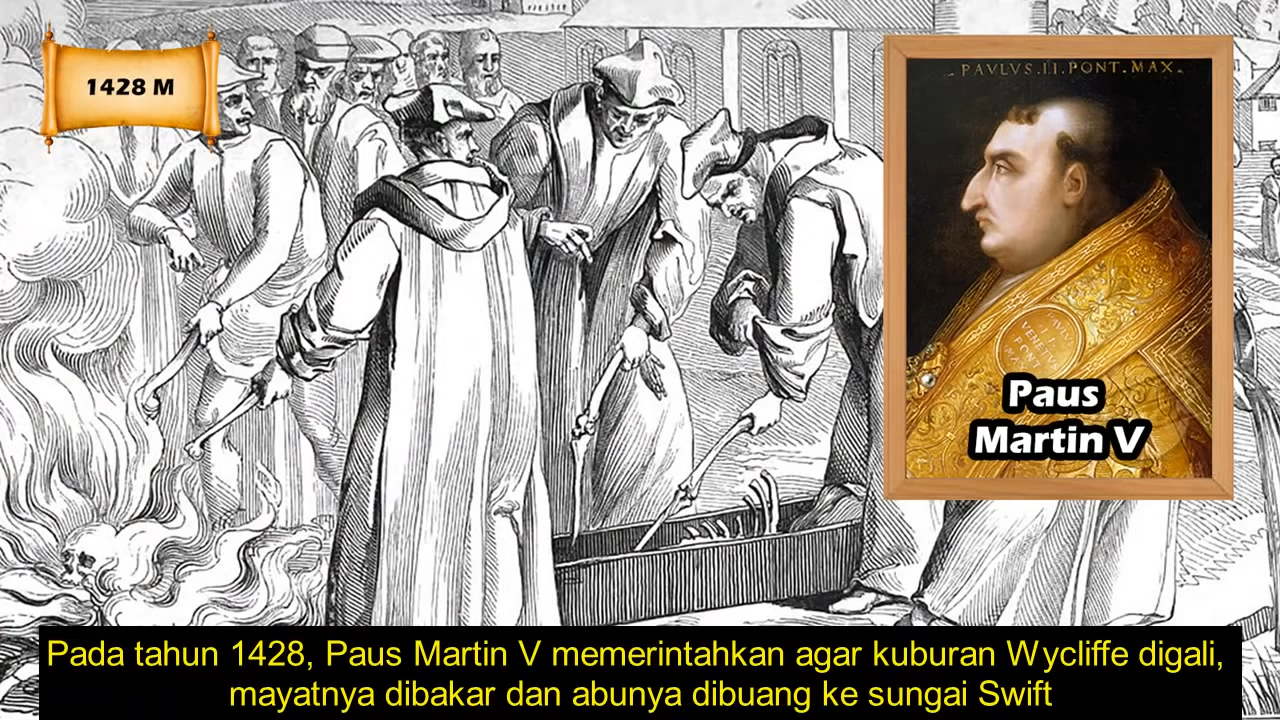 1428 M
PAVLVS.II.PONT.MAX.
Paus
Martin V
Pada tahun 1428, Paus Martin V memerintahkan agar kuburan Wycliffe digali,
mayatnya dibakar dan abunya dibuang ke sungai Swift